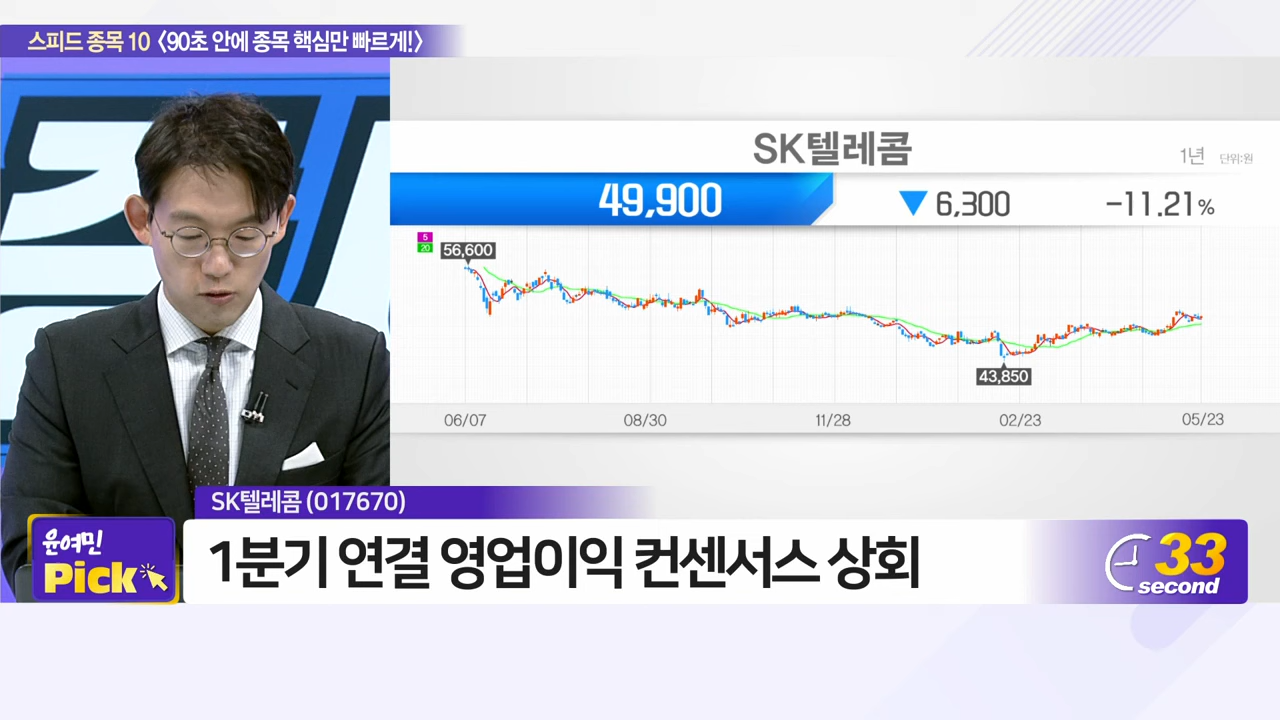 스피드 종목 10 <90초 안에 종목 핵심만 빠르게!>
SK텔레콤
1년 단위:원
49,900 ▼ 6,300 -11.21%
5
20
56,600
43,850
06/07 08/30 11/28 02/23 05/23
SK텔레콤 (017670)
윤여민
Pick
1분기 연결 영업이익 컨센서스 상회
33
second